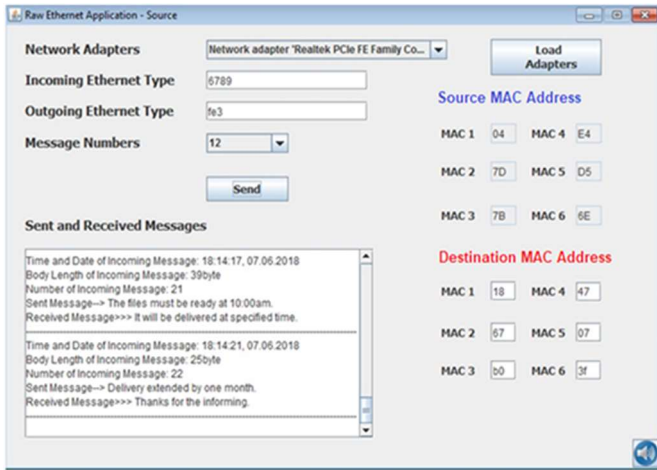 Raw Ethernet Application - Source
Network Adapters
Network adapter 'Realtek PCIe FE Family Co...
Load
Adapters
Incoming Ethernet Type
6789
Outgoing Ethernet Type
fe3
Message Numbers
12
Send
Source MAC Address
MAC 1 04 MAC 4 E4
MAC 2 7D MAC 5 D5
MAC 3 7B MAC 6 6E
Sent and Received Messages
Time and Date of Incoming Message: 18:14:17, 07.06.2018
Body Length of Incoming Message: 39byte
Number of Incoming Message: 21
Sent Message--> The files must be ready at 10:00am.
Received Message>>> It will be delivered at specified time.
Time and Date of Incoming Message: 18:14:21, 07.06.2018
Body Length of Incoming Message: 25byte
Number of Incoming Message: 22
Sent Message--> Delivery extended by one month.
Received Message>>> Thanks for the informing.
Destination MAC Address
MAC 1 18 MAC 4 47
MAC 2 67 MAC 5 07
MAC 3 b0 MAC 6 3f